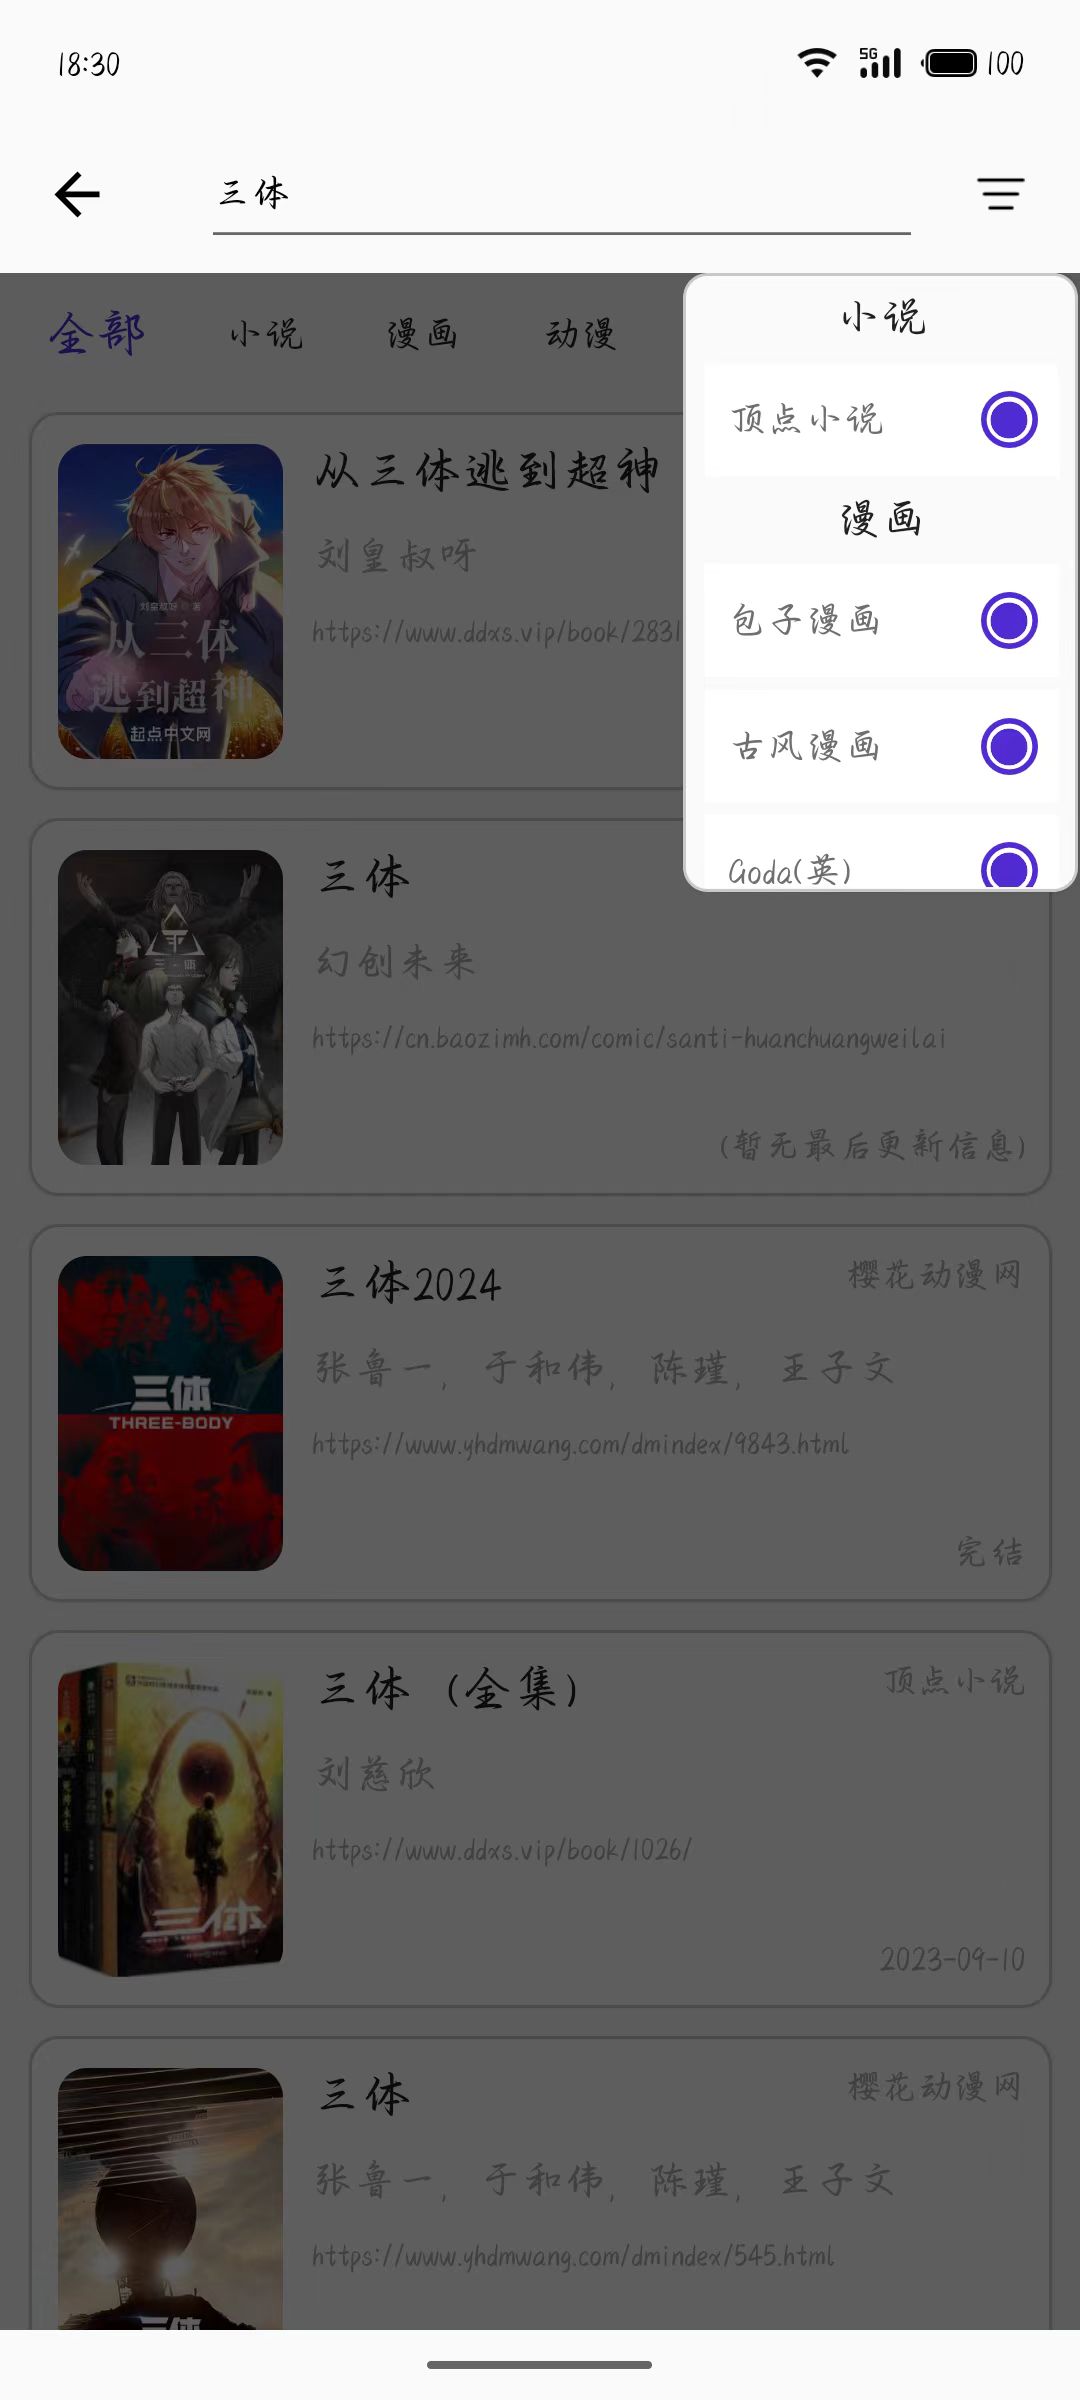 18:30
5G
100
三体
全部
小说
漫画
动漫
小说
顶点小说
漫画
包子漫画
古风漫画
Goda(英)
从三体逃到超神
刘皇叔呀
https://www.ddxs.vip/book/2831
刘皇叔呀 著
从三体
逃到超神
起点中文网
三体
幻创未来
https://cn.baozimh.com/comic/santi-huanchuangweilai
(暂无最后更新信息)
三·体
三体2024
樱花动漫网
张鲁一, 于和伟, 陈瑾, 王子文
https://www.yhdmwang.com/dmindex/9843.html
完结
三体
THREE-BODY
三体 (全集)
顶点小说
刘慈欣
https://www.ddxs.vip/book/1026/
2023-09-10
三体
三体
樱花动漫网
张鲁一, 于和伟, 陈瑾, 王子文
https://www.yhdmwang.com/dmindex/545.html
三体